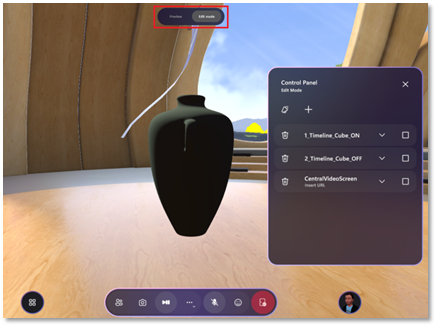 Preview
Edit mode
Control Panel
Edit Mode
1_Timeline_Cube_ON
2_Timeline_Cube_OFF
CentralVideoScreen
Insert URL